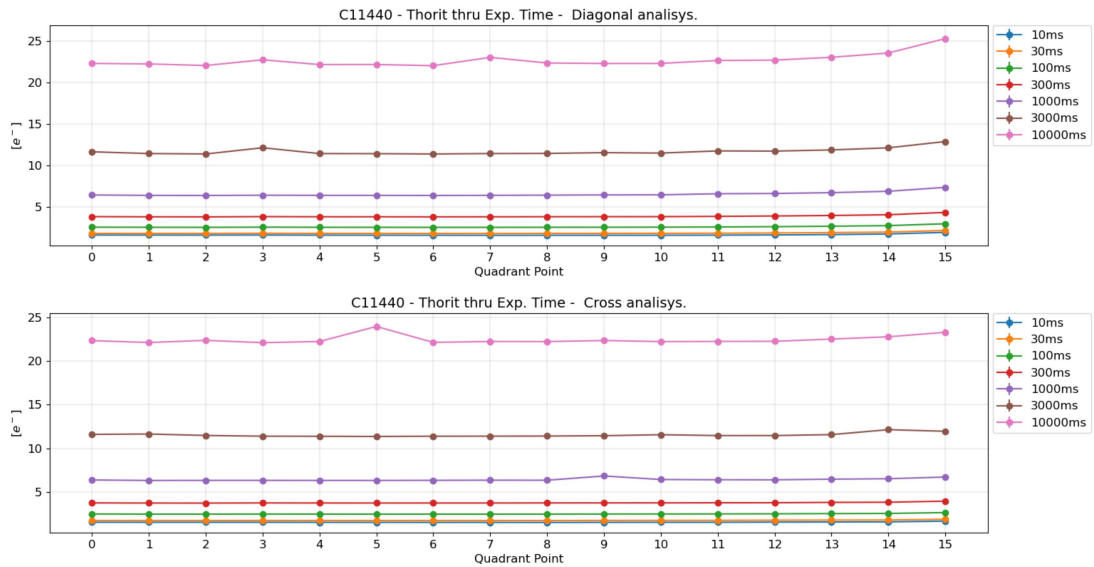 C11440 - Thorit thru Exp. Time -  Diagonal analisys.
25
20
15
10
5
[e⁻]
0 1 2 3 4 5 6 7 8 9 10 11 12 13 14 15
Quadrant Point
10ms
30ms
100ms
300ms
1000ms
3000ms
10000ms
C11440 - Thorit thru Exp. Time -  Cross analisys.
25
20
15
10
5
[e⁻]
0 1 2 3 4 5 6 7 8 9 10 11 12 13 14 15
Quadrant Point
10ms
30ms
100ms
300ms
1000ms
3000ms
10000ms